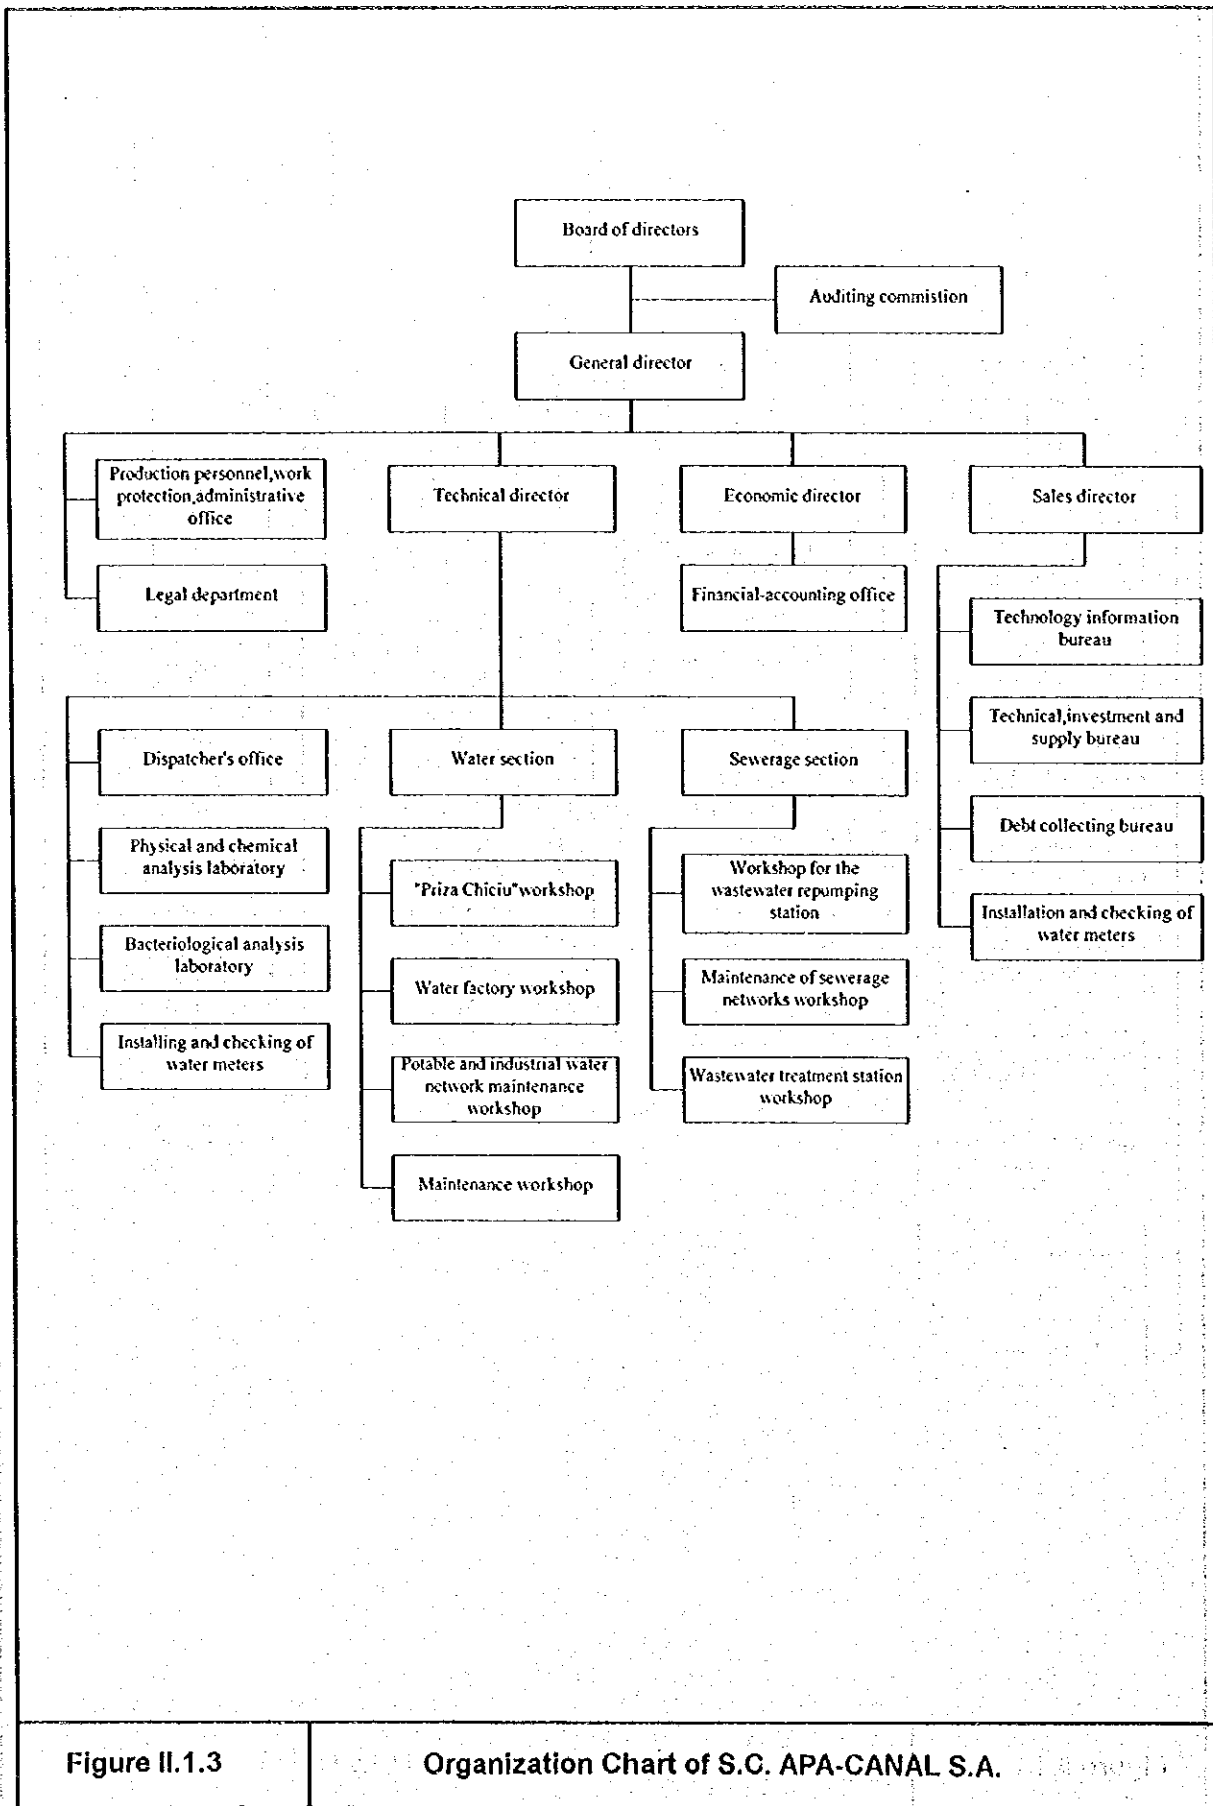 Board of directors
Auditing commistion
General director
Production personnel,work
protection,administrative
office
Technical director
Economic director
Sales director
Legal department
Financial-accounting office
Technology information
bureau
Technical,investment and
supply bureau
Debt collecting bureau
Installation and checking of
water meters
Dispatcher's office
Water section
Sewerage section
Physical and chemical
analysis laboratory
Bacteriological analysis
laboratory
Installing and checking of
water meters
"Priza Chiciu"workshop
Water factory workshop
Potable and industrial water
network maintenance
workshop
Maintenance workshop
Workshop for the
wastewater repumping
station
Maintenance of sewerage
networks workshop
Wastewater treatment station
workshop
Figure II.1.3
Organization Chart of S.C. APA-CANAL S.A.